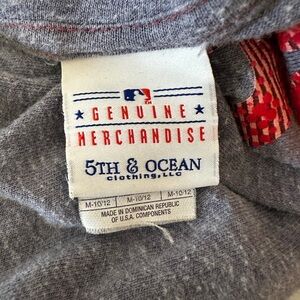 ★ GENUINE ★
MERCHANDISE
5TH & OCEAN
Clothing, LLC
M-10/12 M-10/12 M-10/12
MADE IN DOMINICAN REPUBLIC
OF U.S.A. COMPONENTS